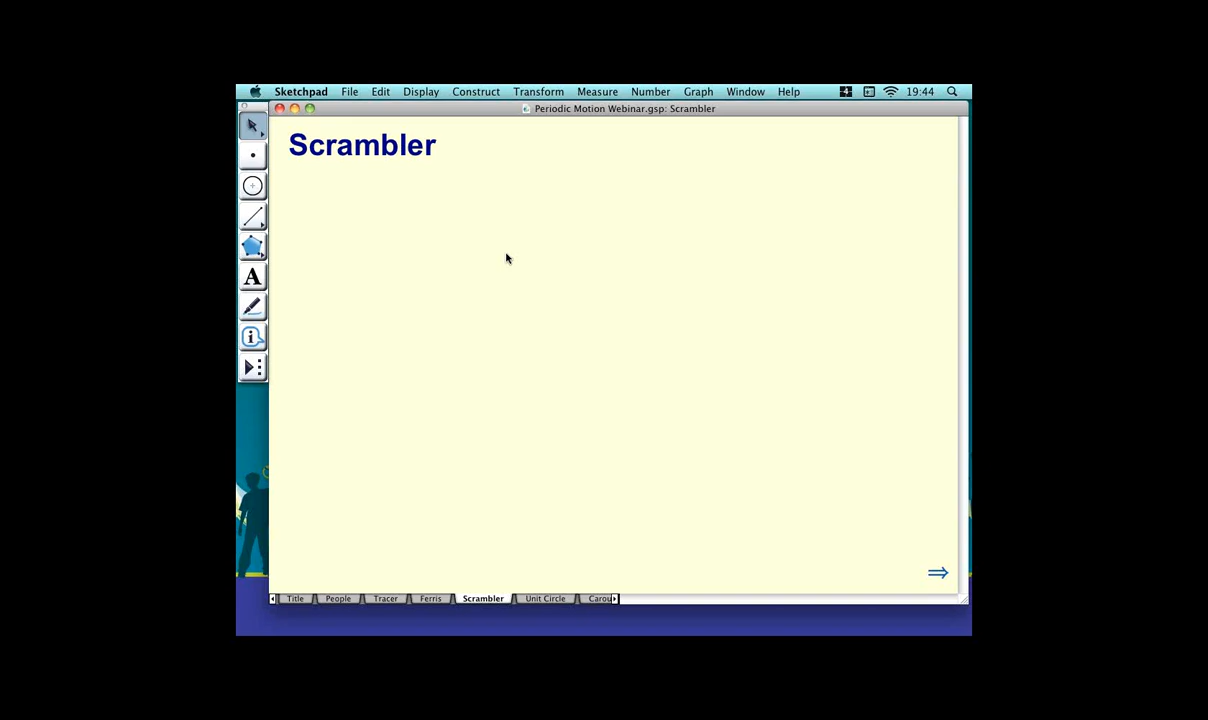 Sketchpad File Edit Display Construct Transform Measure Number Graph Window Help 4 19:44
Periodic Motion Webinar.gsp: Scrambler
Scrambler
A
i
⇒
Title People Tracer Ferris Scrambler Unit Circle Carou